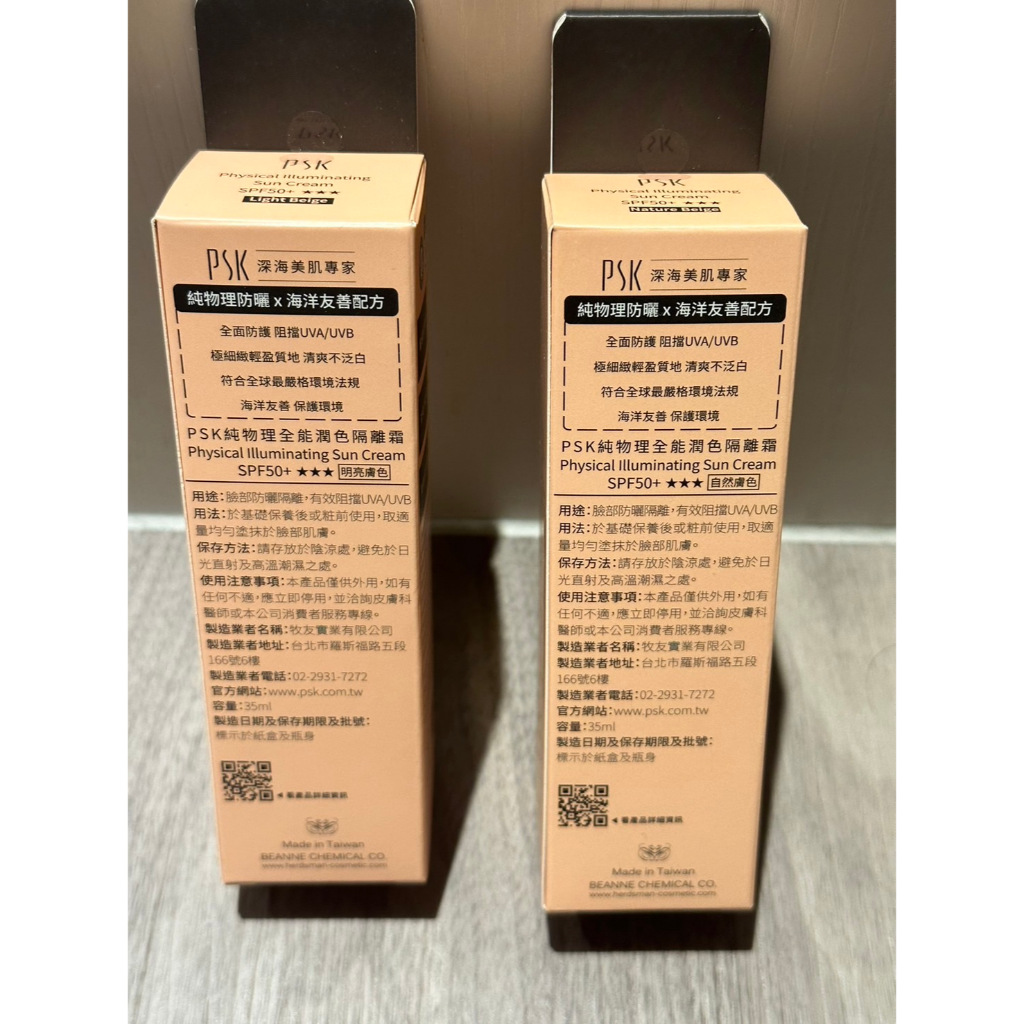 PSK
Physical Illuminating
Sun Cream
SPF50+ ★★★
Light Beige
PSK 深海美肌專家
純物理防曬 x 海洋友善配方
全面防護 阻擋UVA/UVB
極細緻輕盈質地 清爽不泛白
符合全球最嚴格環境法規
海洋友善 保護環境
PSK純物理全能潤色隔離霜
Physical Illuminating Sun Cream
SPF50+ ★★★ 明亮膚色
用途：臉部防曬隔離，有效阻擋UVA/UVB
用法：於基礎保養後或粧前使用，取適
量均勻塗抹於臉部肌膚。
保存方法：請存放於陰涼處，避免於日
光直射及高溫潮濕之處。
使用注意事項：本產品僅供外用，如有
任何不適，應立即停用，並洽詢皮膚科
醫師或本公司消費者服務專線。
製造業者名稱：牧友實業有限公司
製造業者地址：台北市羅斯福路五段
166號6樓
製造業者電話：02-2931-7272
官方網站：www.psk.com.tw
容量：35ml
製造日期及保存期限及批號：
標示於紙盒及瓶身
◀ 看產品詳細資訊
Made in Taiwan
BEANNE CHEMICAL CO.
www.herdsman-cosmetic.com
PSK
Physical Illuminating
Sun Cream
SPF50+ ★★★
Nature Beige
PSK 深海美肌專家
純物理防曬 x 海洋友善配方
全面防護 阻擋UVA/UVB
極細緻輕盈質地 清爽不泛白
符合全球最嚴格環境法規
海洋友善 保護環境
PSK純物理全能潤色隔離霜
Physical Illuminating Sun Cream
SPF50+ ★★★ 自然膚色
用途：臉部防曬隔離，有效阻擋UVA/UVB
用法：於基礎保養後或粧前使用，取適
量均勻塗抹於臉部肌膚。
保存方法：請存放於陰涼處，避免於日
光直射及高溫潮濕之處。
使用注意事項：本產品僅供外用，如有
任何不適，應立即停用，並洽詢皮膚科
醫師或本公司消費者服務專線。
製造業者名稱：牧友實業有限公司
製造業者地址：台北市羅斯福路五段
166號6樓
製造業者電話：02-2931-7272
官方網站：www.psk.com.tw
容量：35ml
製造日期及保存期限及批號：
標示於紙盒及瓶身
◀ 看產品詳細資訊
Made in Taiwan
BEANNE CHEMICAL CO.
www.herdsman-cosmetic.com